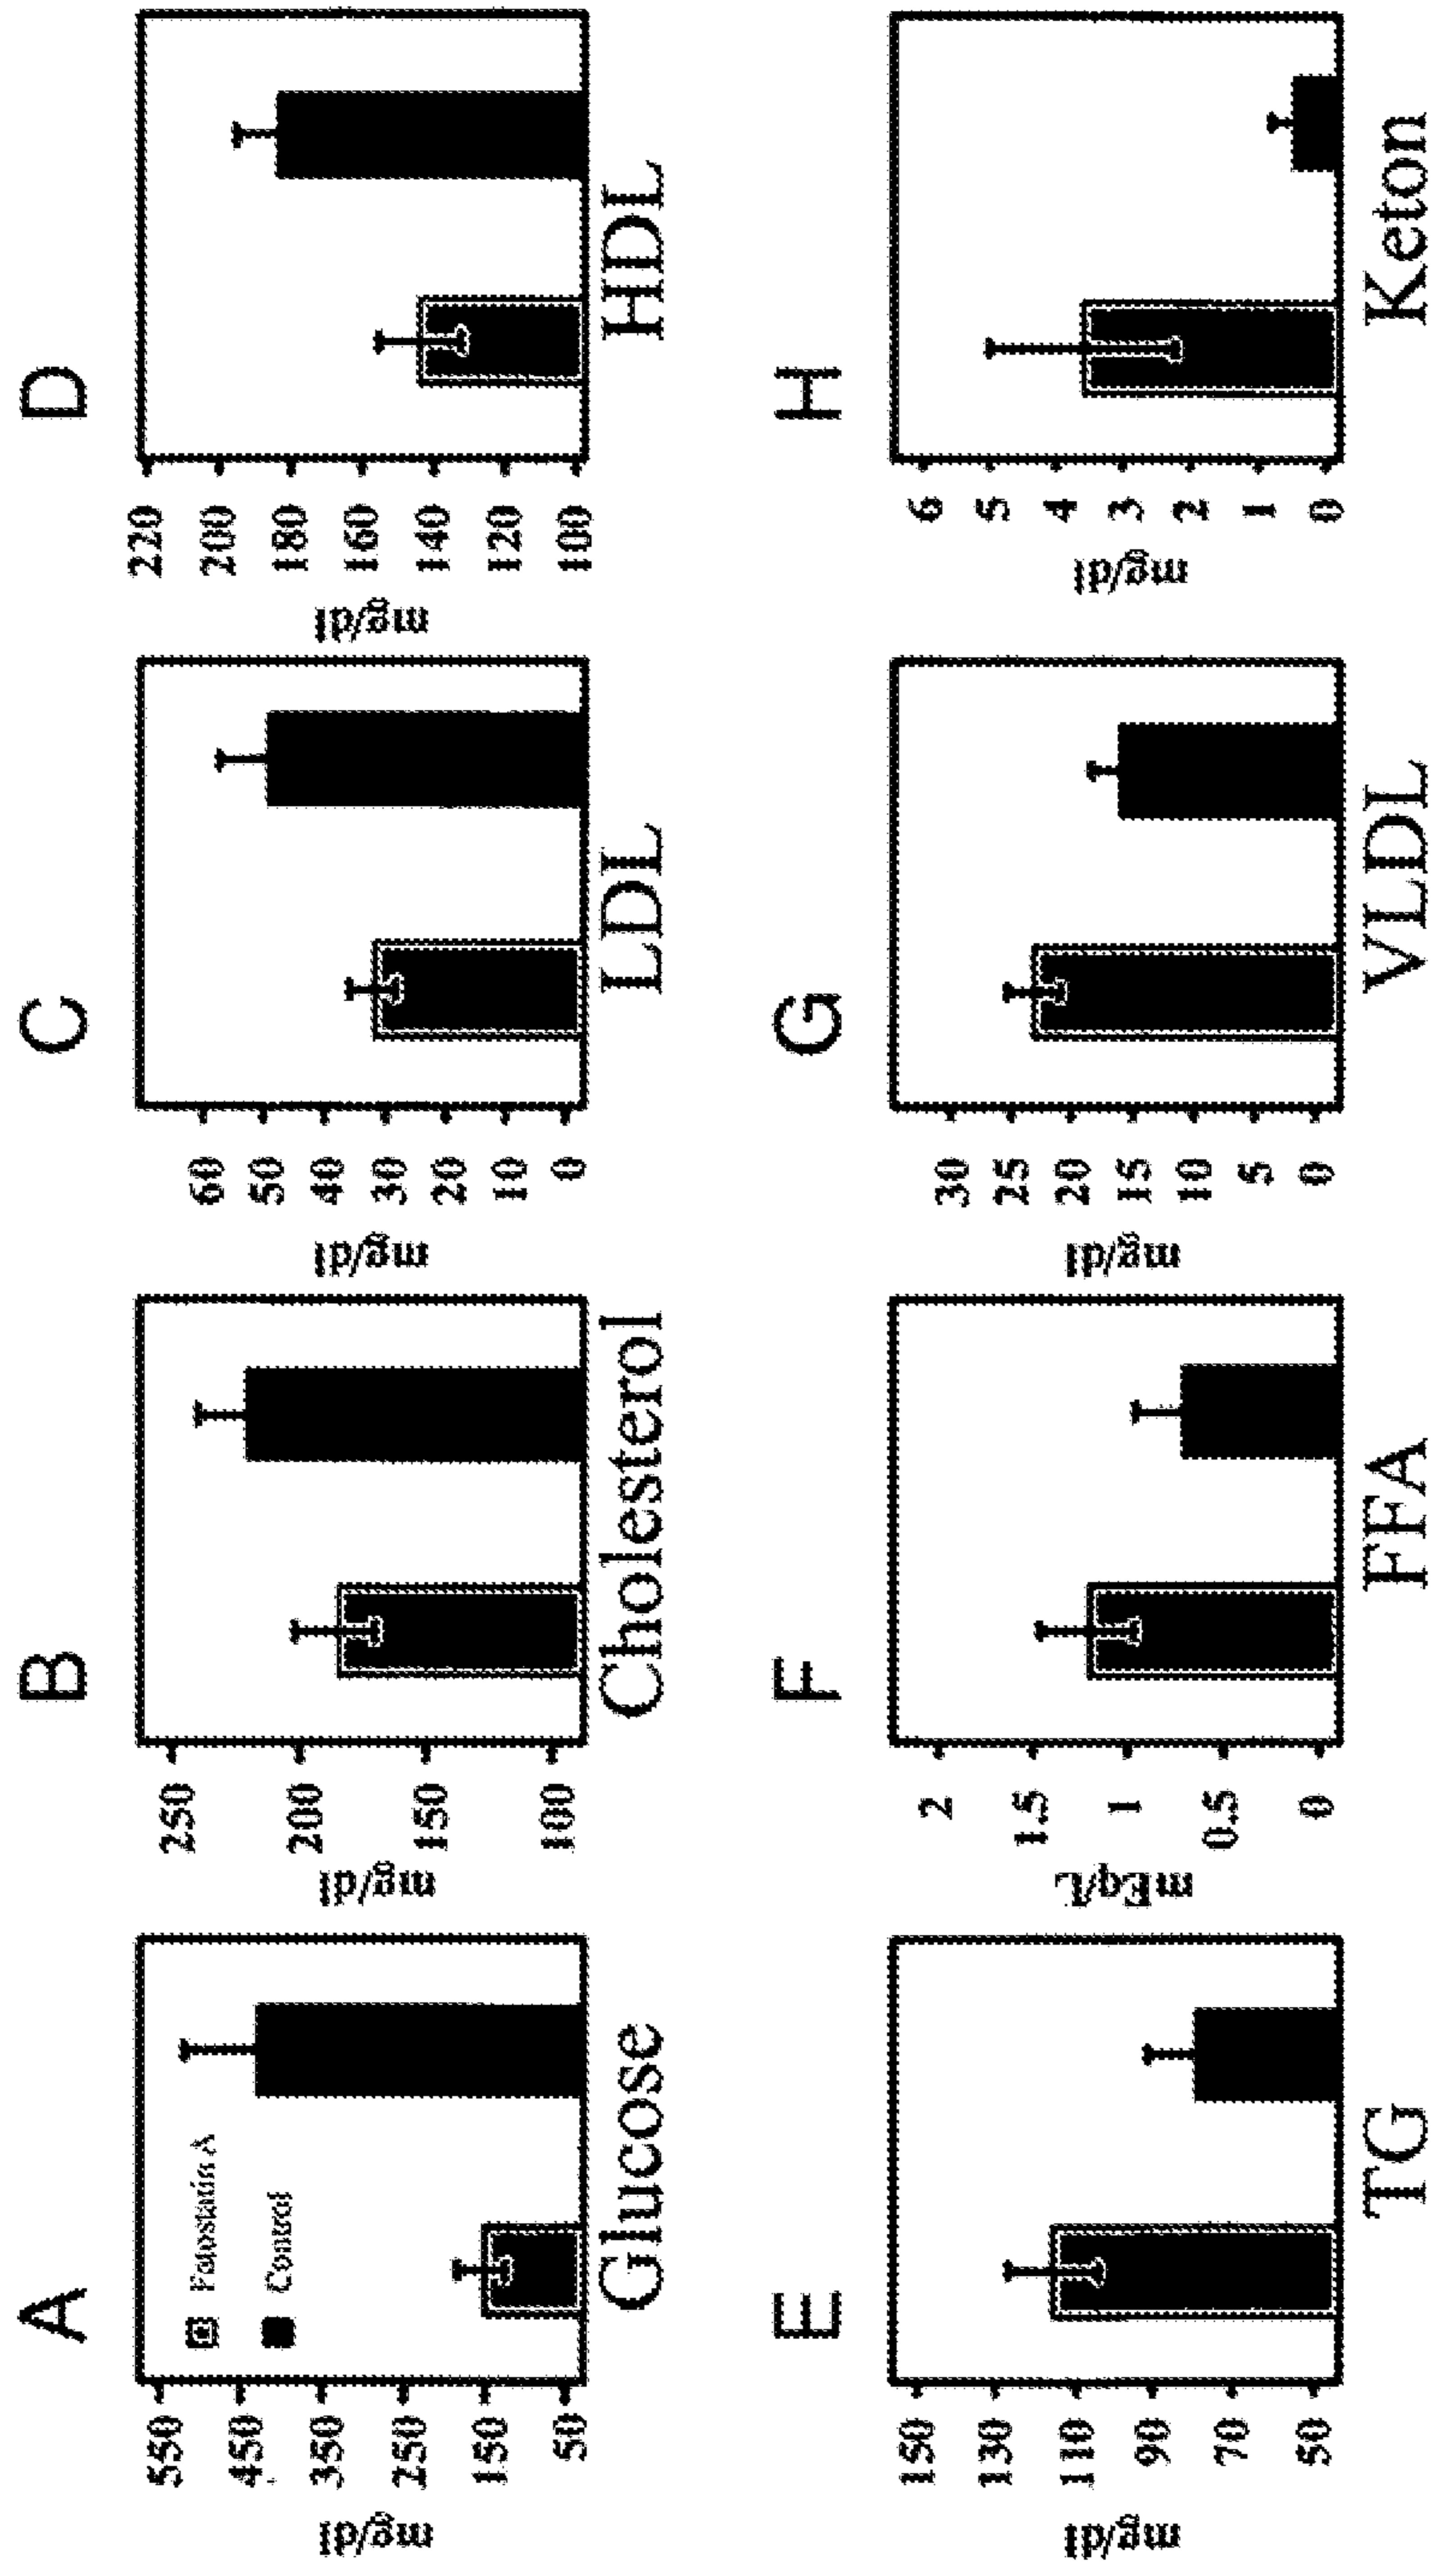 A
mg/dl
550
450
350
250
150
50
Control
Glucose
B
mg/dl
250
200
150
100
Cholesterol
C
mg/dl
60
50
40
30
20
10
0
LDL
D
mg/dl
220
200
180
160
140
120
100
HDL
E
mg/dl
150
130
110
90
70
50
TG
F
mEq/L
2
1.5
1
0.5
0
FFA
G
mg/dl
30
25
20
15
10
5
0
VLDL
H
mg/dl
6
5
4
3
2
1
0
Keton